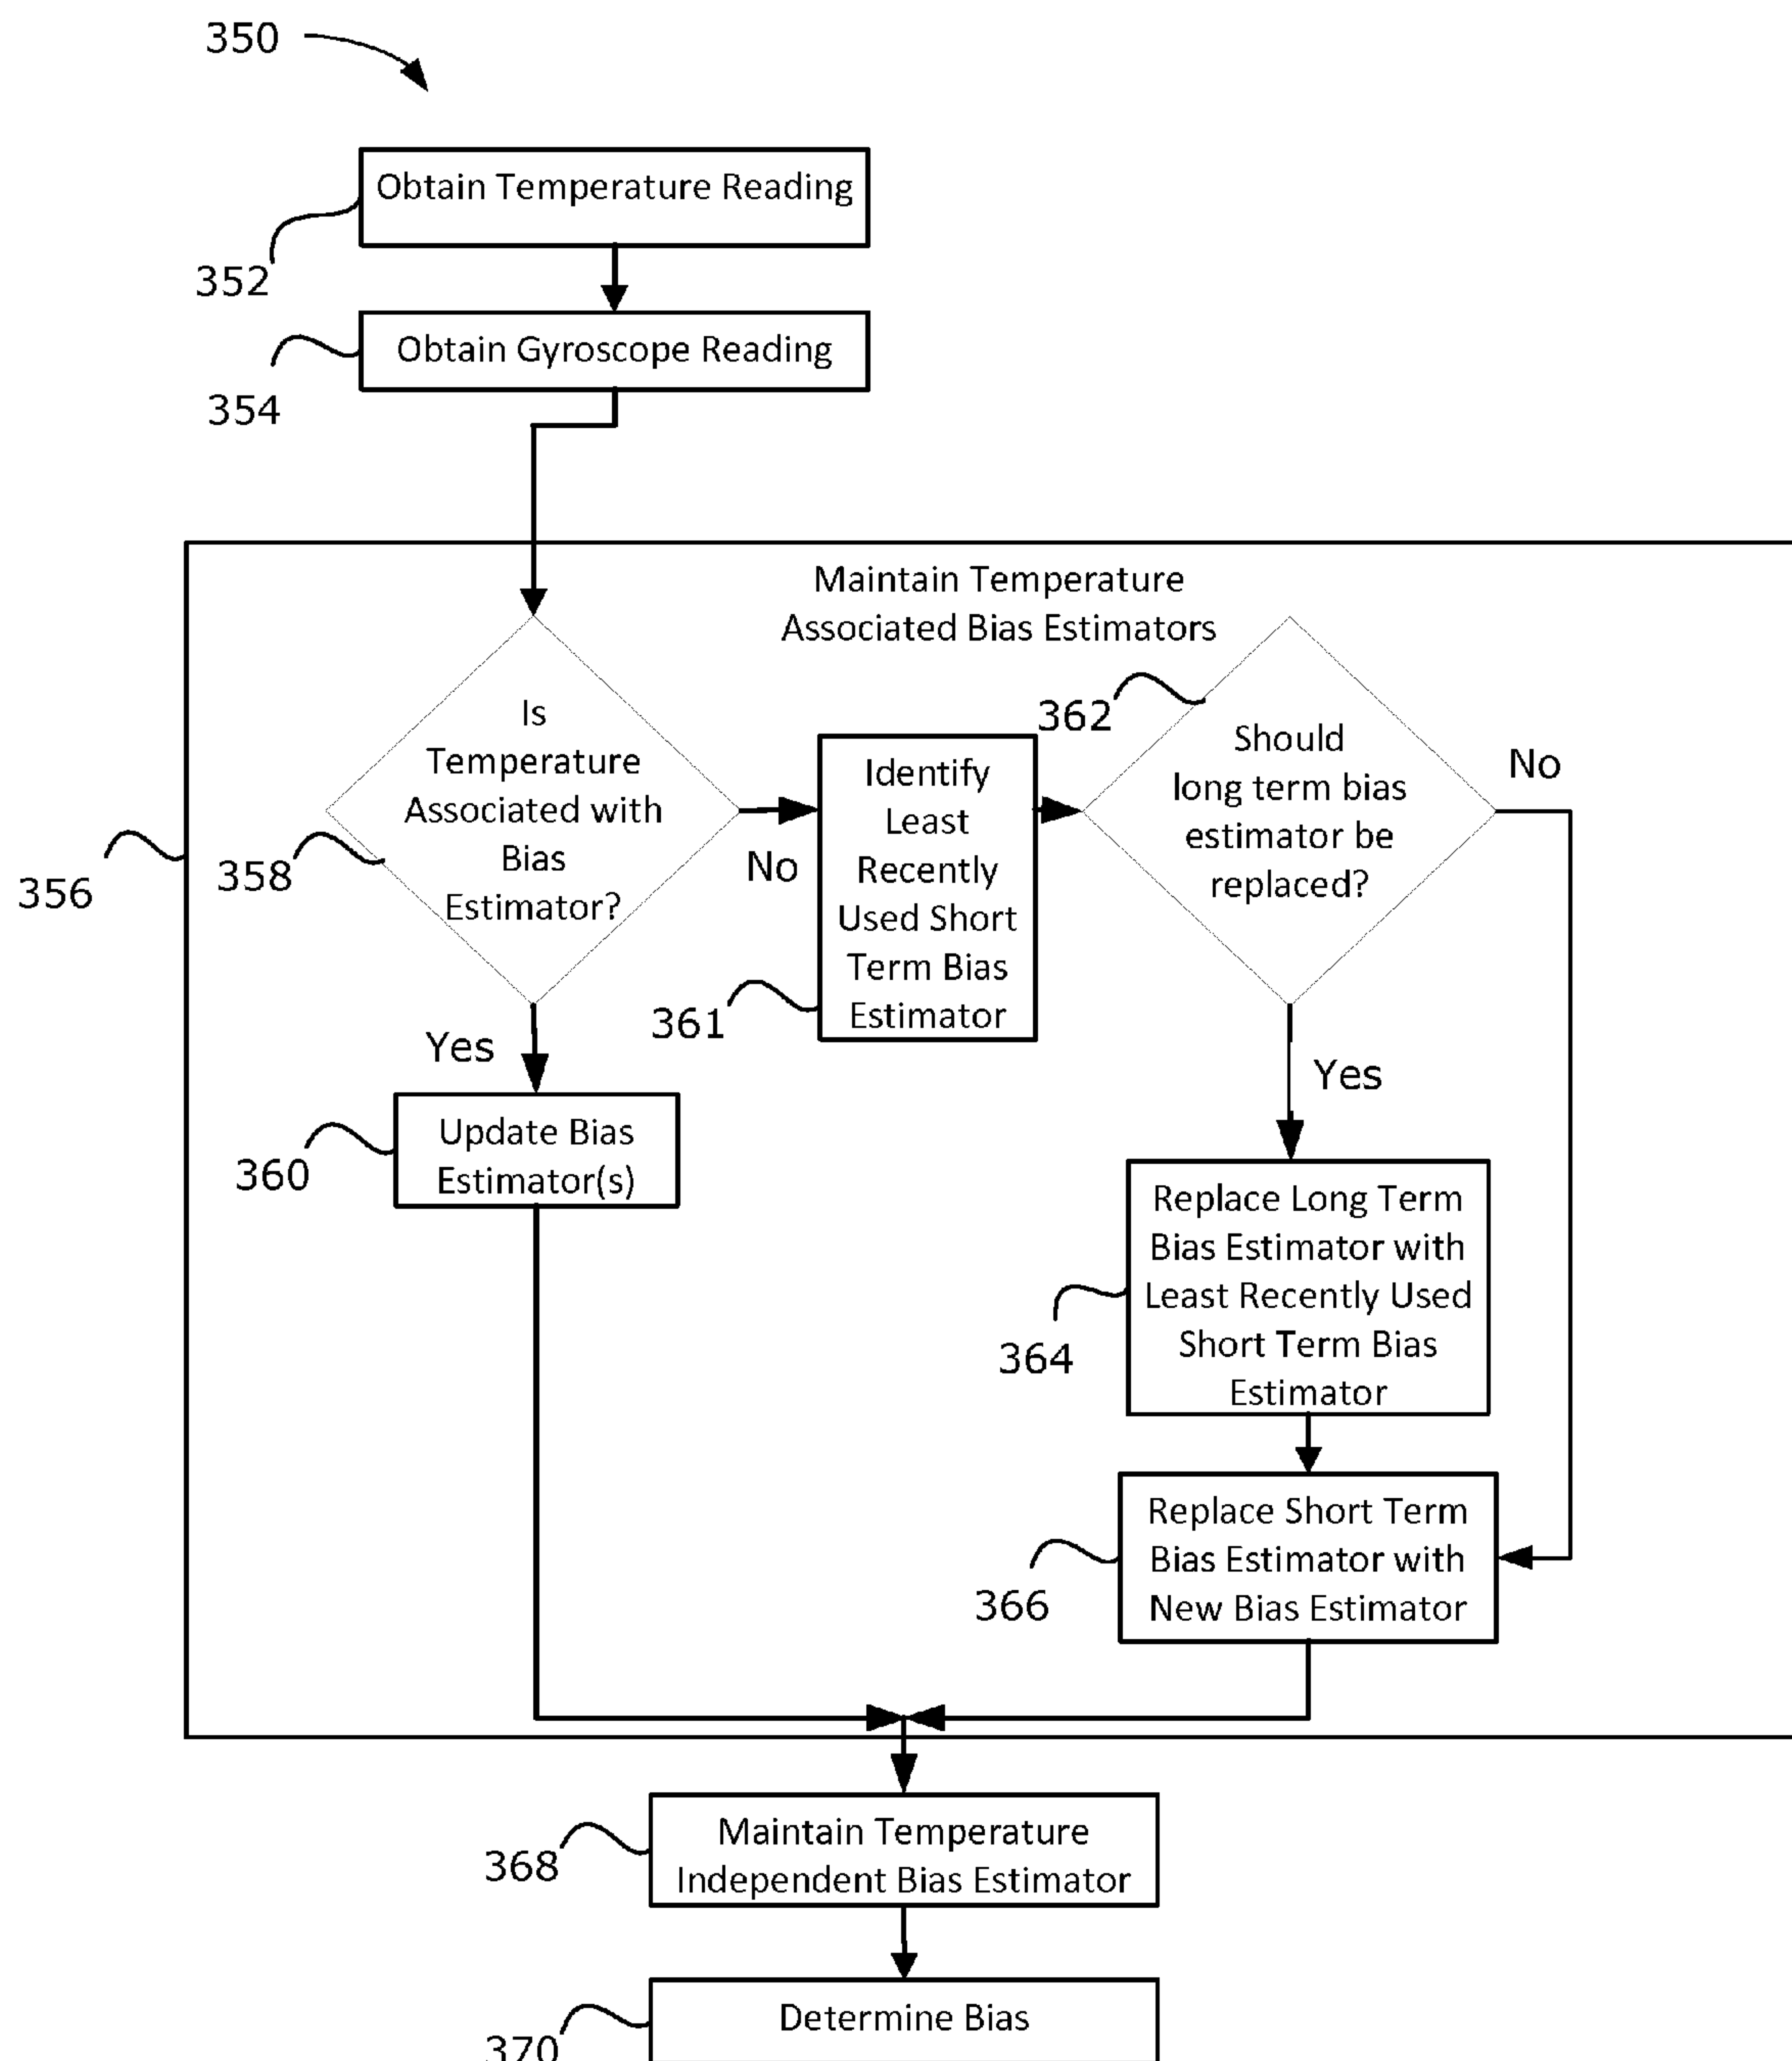 350
Obtain Temperature Reading
352
Obtain Gyroscope Reading
354
Maintain Temperature
Associated Bias Estimators
356
Is
Temperature
Associated with
Bias
Estimator?
358
No
Yes
Identify
Least
Recently
Used Short
Term Bias
Estimator
361
362
Should
long term bias
estimator be
replaced?
No
Yes
Update Bias
Estimator(s)
360
Replace Long Term
Bias Estimator with
Least Recently Used
Short Term Bias
Estimator
364
Replace Short Term
Bias Estimator with
New Bias Estimator
366
Maintain Temperature
Independent Bias Estimator
368
Determine Bias
370